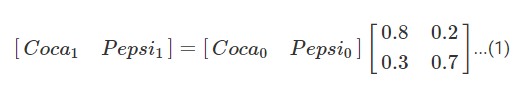 [Coca₁ Pepsi₁] = [Coca₀ Pepsi₀] [0.8 0.2
0.3 0.7] ...(1)